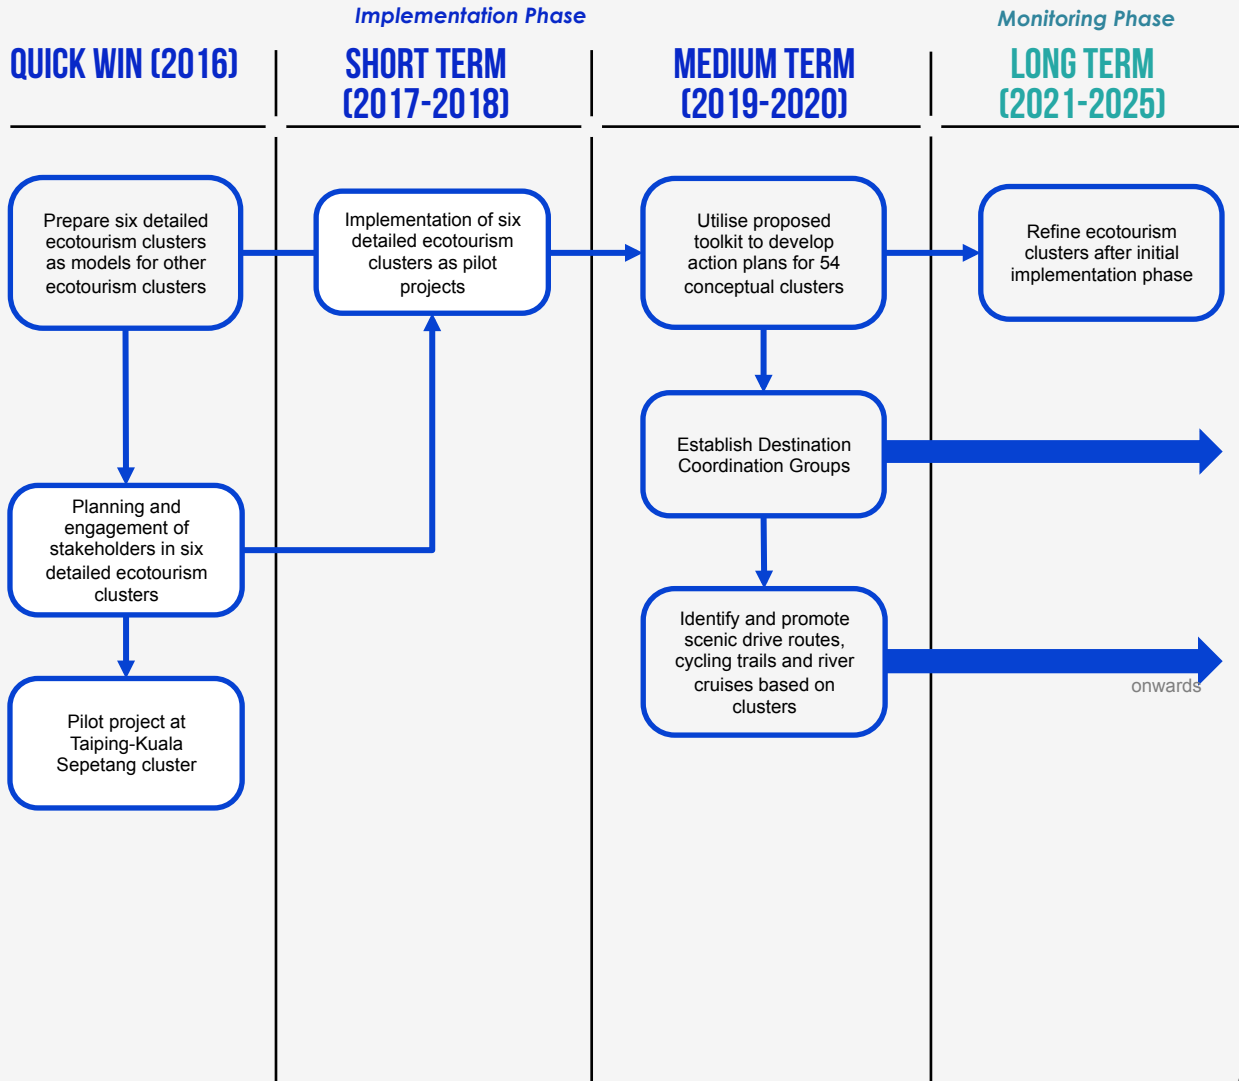 Implementation Phase
Monitoring Phase
QUICK WIN (2016)
SHORT TERM
(2017-2018)
MEDIUM TERM
(2019-2020)
LONG TERM
(2021-2025)
Prepare six detailed
ecotourism clusters
as models for other
ecotourism clusters
Implementation of six
detailed ecotourism
clusters as pilot
projects
Utilise proposed
toolkit to develop
action plans for 54
conceptual clusters
Refine ecotourism
clusters after initial
implementation phase
Establish Destination
Coordination Groups
Planning and
engagement of
stakeholders in six
detailed ecotourism
clusters
Identify and promote
scenic drive routes,
cycling trails and river
cruises based on
clusters
onwards
Pilot project at
Taiping-Kuala
Sepetang cluster